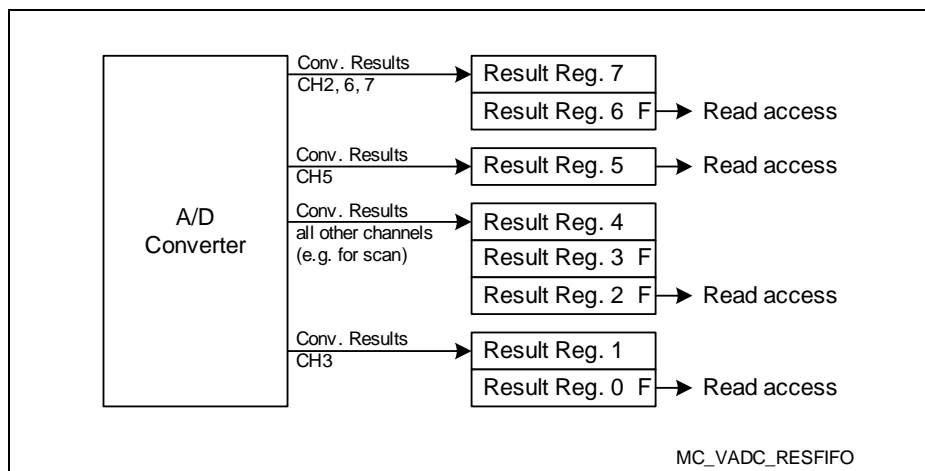 Conv. Results
CH2, 6, 7
Result Reg. 7
Result Reg. 6 F
Read access
Conv. Results
CH5
Result Reg. 5
Read access
A/D
Converter
Conv. Results
all other channels
(e.g. for scan)
Result Reg. 4
Result Reg. 3 F
Result Reg. 2 F
Read access
Conv. Results
CH3
Result Reg. 1
Result Reg. 0 F
Read access
MC_VADC_RESFIFO